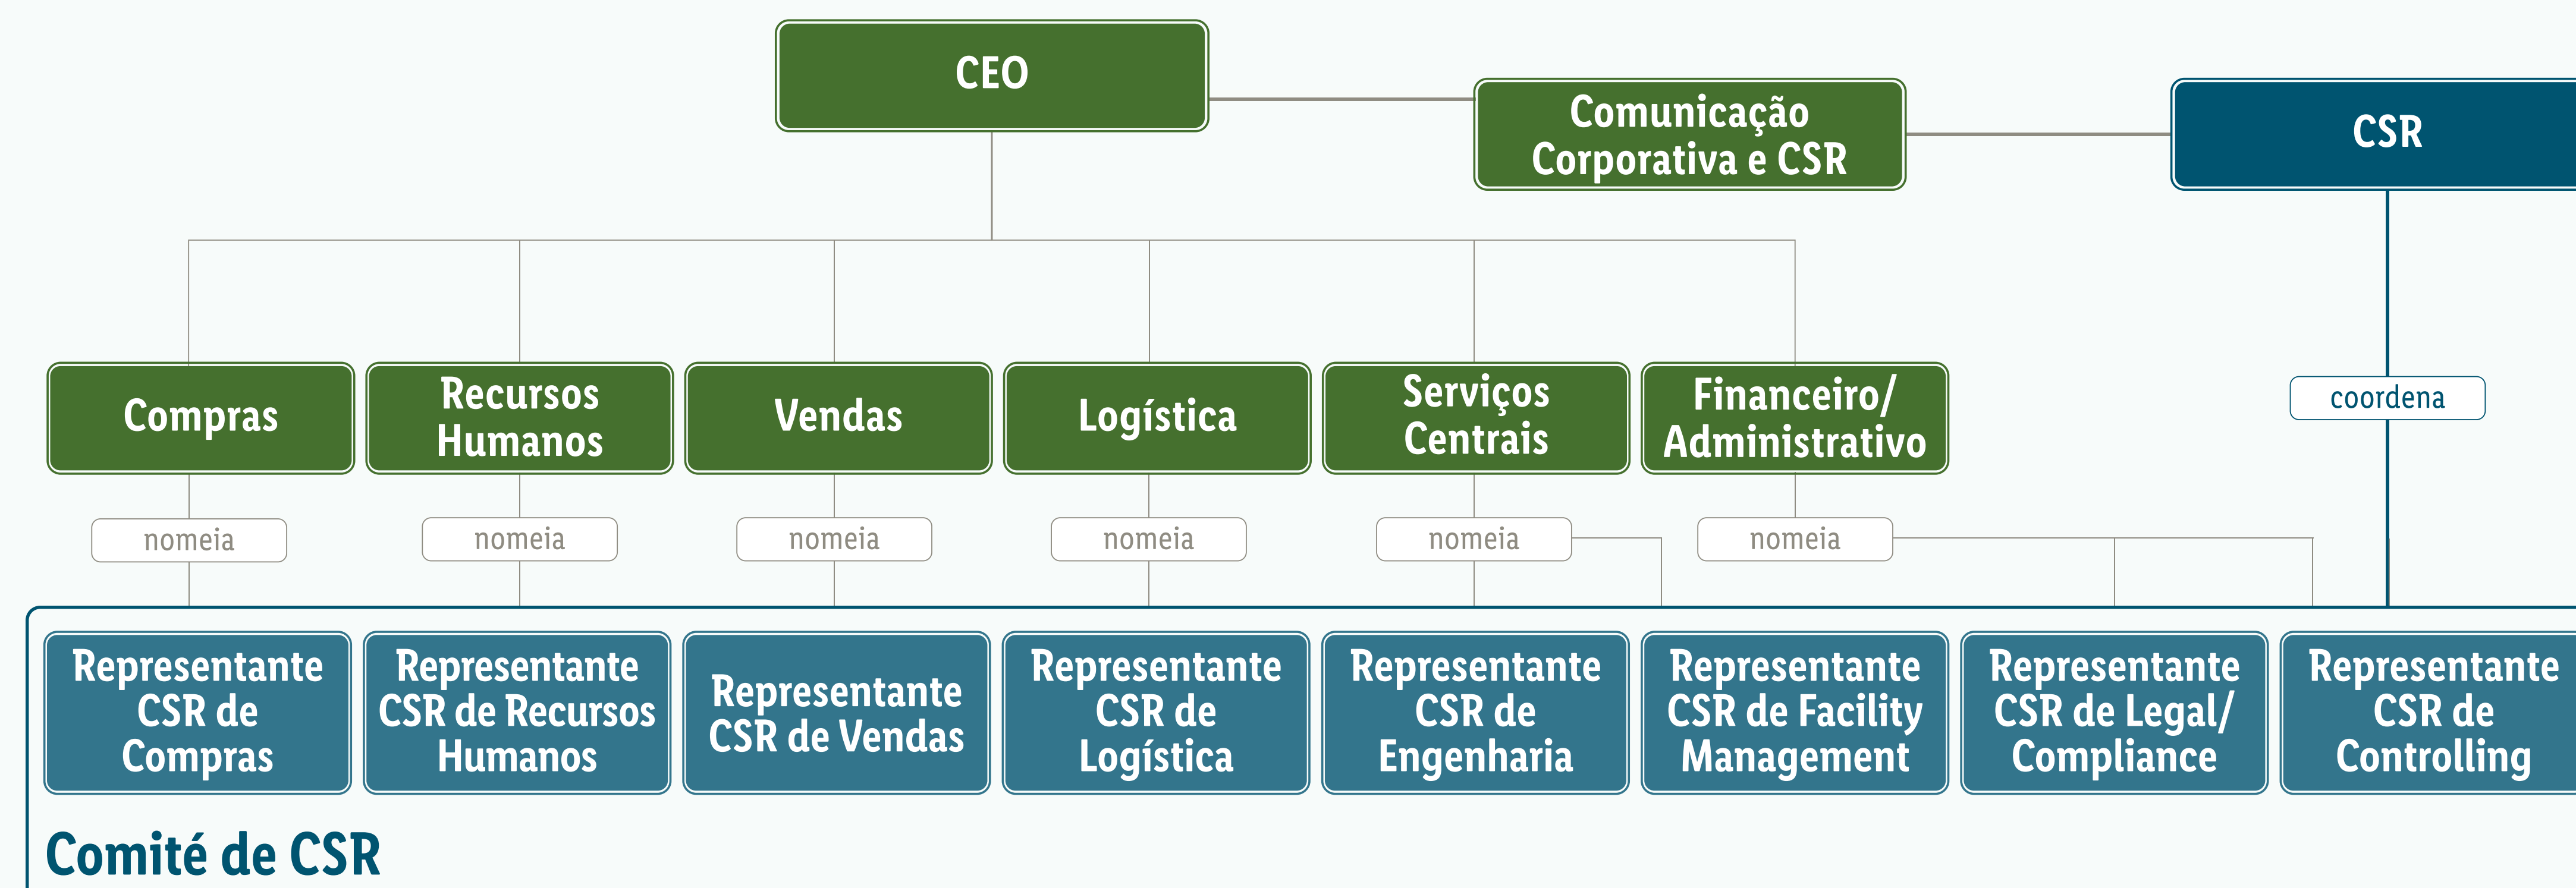 CEO
Comunicação
Corporativa e CSR
CSR
Compras
Recursos
Humanos
Vendas
Logística
Serviços
Centrais
Financeiro/
Administrativo
coordena
nomeia
nomeia
nomeia
nomeia
nomeia
nomeia
Representante
CSR de
Compras
Representante
CSR de Recursos
Humanos
Representante
CSR de Vendas
Representante
CSR de
Logística
Representante
CSR de
Engenharia
Representante
CSR de Facility
Management
Representante
CSR de Legal/
Compliance
Representante
CSR de
Controlling
Comité de CSR